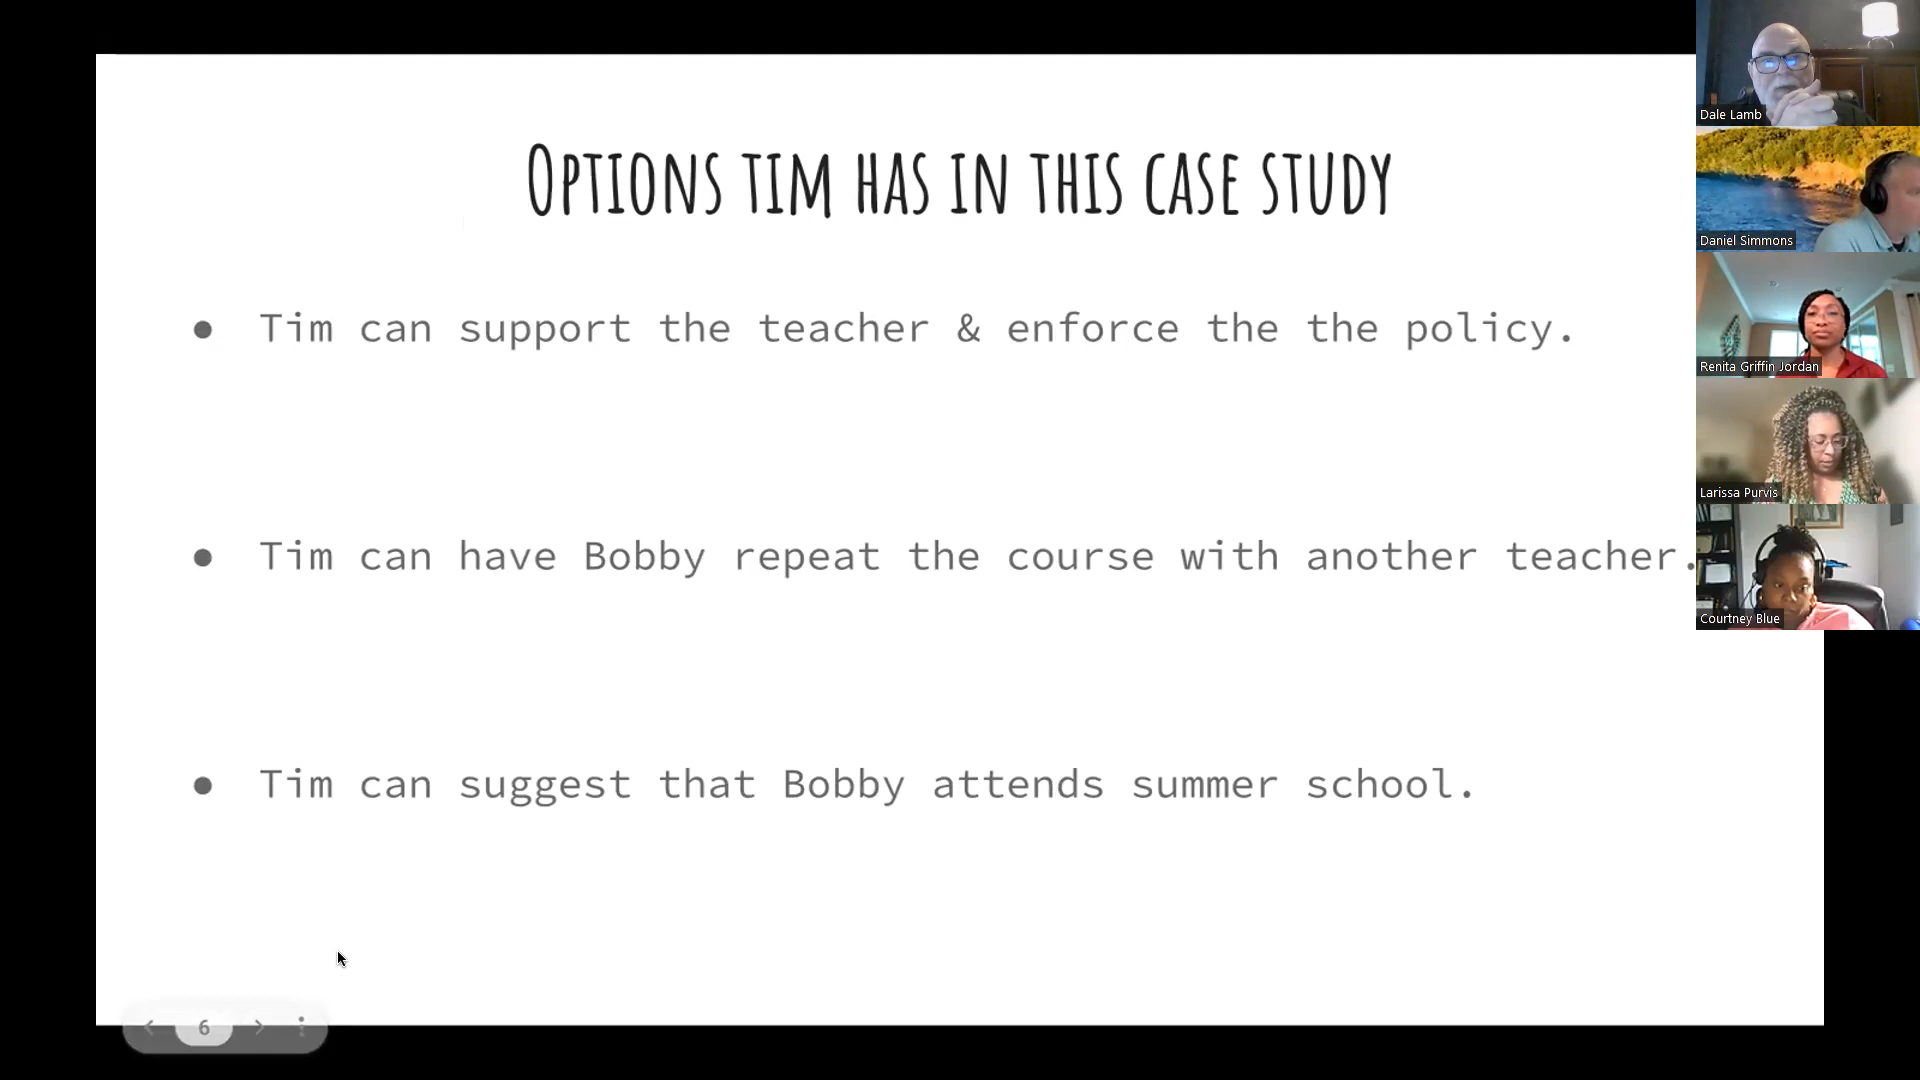 Options tim has in this case study
● Tim can support the teacher & enforce the the policy.
● Tim can have Bobby repeat the course with another teacher.
● Tim can suggest that Bobby attends summer school.
6
Dale Lamb
Daniel Simmons
Renita Griffin Jordan
Larissa Purvis
Courtney Blue